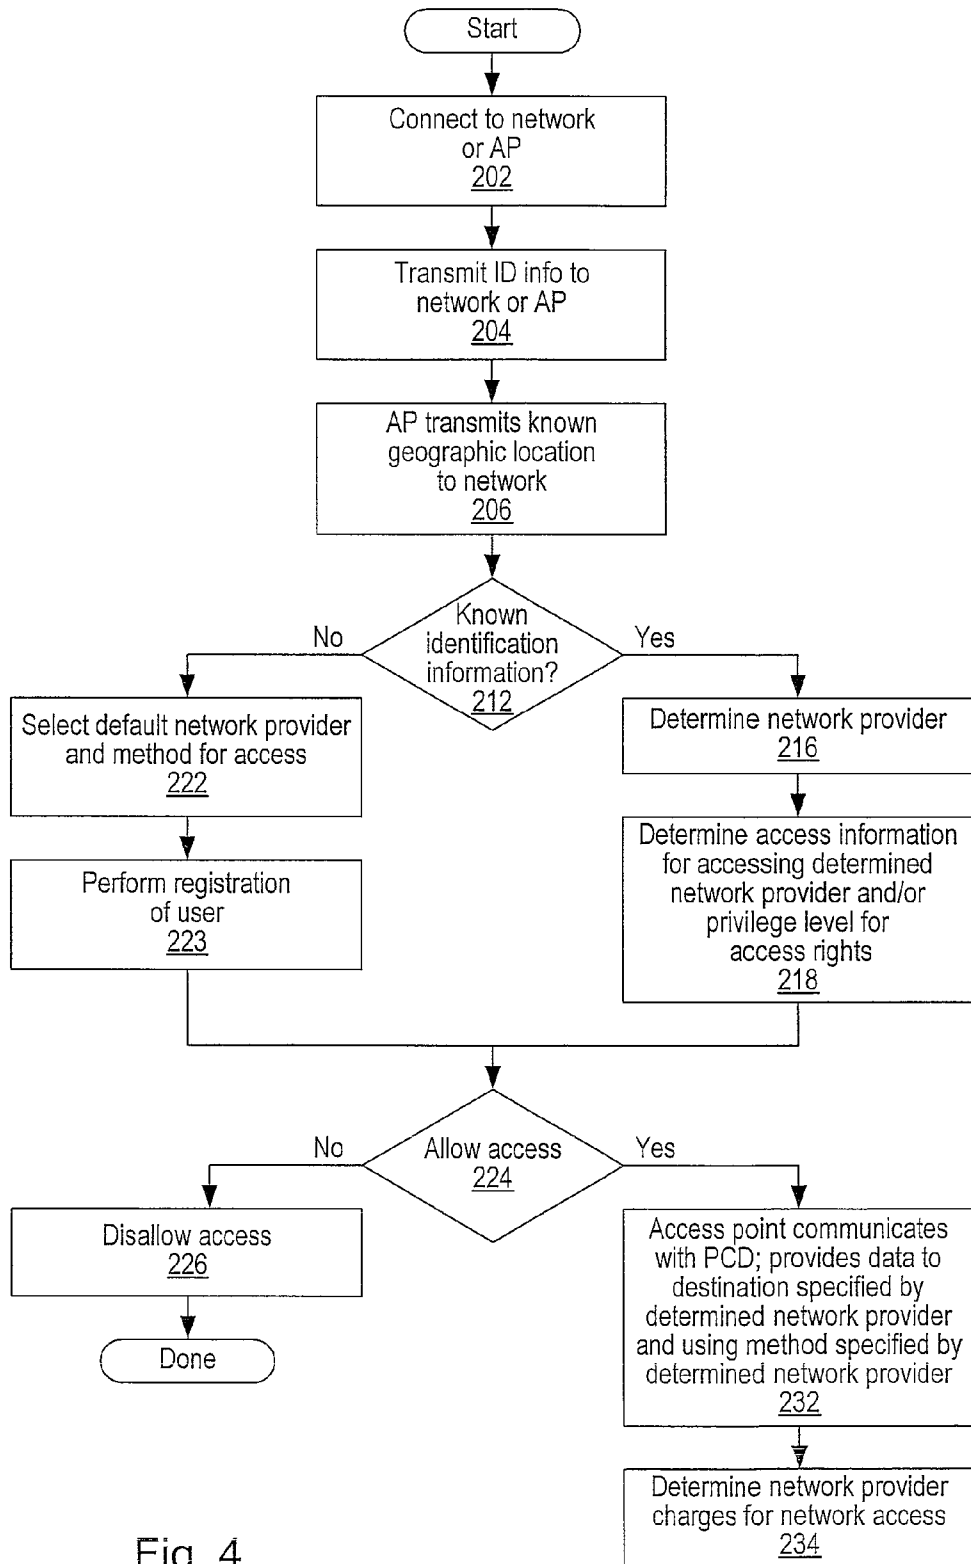 Start
Connect to network
or AP
202
Transmit ID info to
network or AP
204
AP transmits known
geographic location
to network
206
Known
identification
information?
212
No
Yes
Select default network provider
and method for access
222
Determine network provider
216
Perform registration
of user
223
Determine access information
for accessing determined
network provider and/or
privilege level for
access rights
218
Allow access
224
No
Yes
Disallow access
226
Done
Access point communicates
with PCD; provides data to
destination specified by
determined network provider
and using method specified by
determined network provider
232
Determine network provider
charges for network access
234
Fig. 4